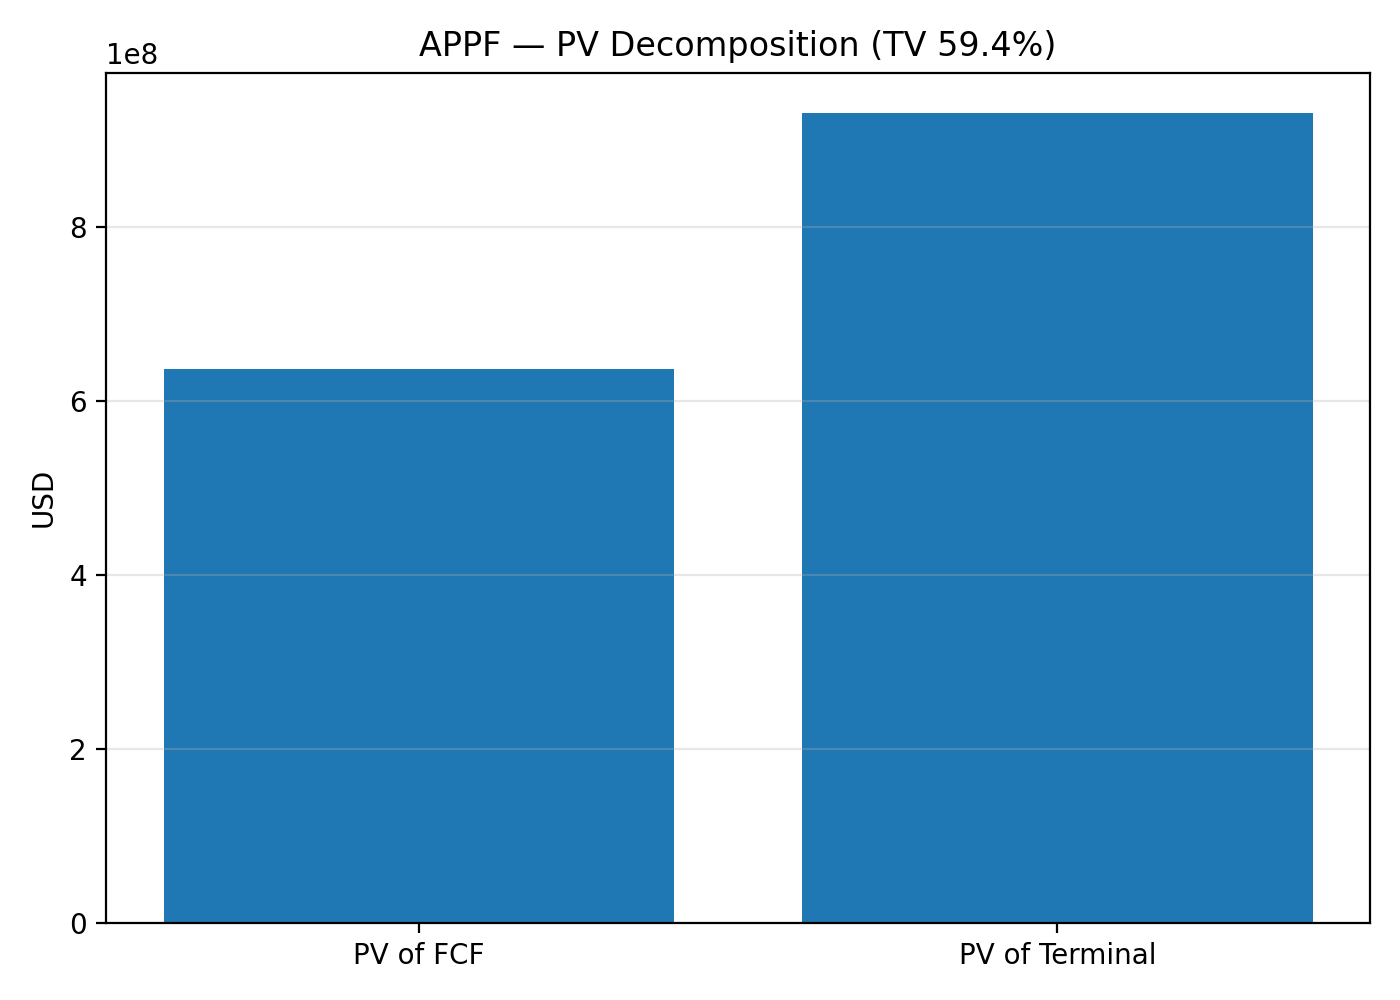 APPF — PV Decomposition (TV 59.4%)
1e8
8
6
4
2
0
USD
PV of FCF
PV of Terminal